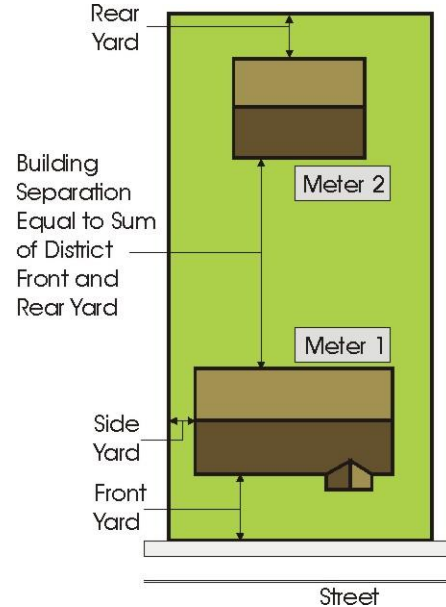 Rear
Yard
Building
Separation
Equal to Sum
of District
Front and
Rear Yard
Meter 2
Meter 1
Side
Yard
Front
Yard
Street